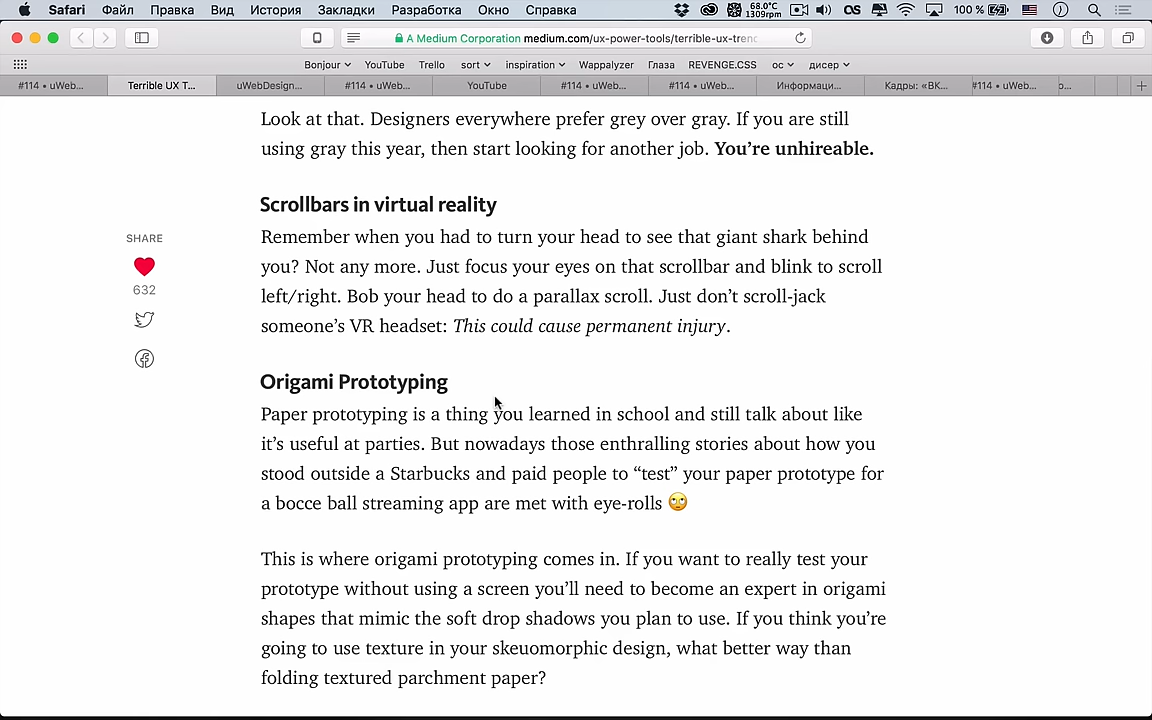 Safari Файл Правка Вид История Закладки Разработка Окно Справка
68.0°C
1309rpm
100 %
A Medium Corporation medium.com/ux-power-tools/terrible-ux-trend
Bonjour YouTube Trello sort inspiration Wappalyzer Глаза REVENGE.CSS ос дисер
#114 • uWeb... Terrible UX T... uWebDesign... #114 • uWeb... YouTube #114 • uWeb... #114 • uWeb... Информаци... Кадры: «ВК... #114 • uWeb...
Look at that. Designers everywhere prefer grey over gray. If you are still
using gray this year, then start looking for another job. You’re unhireable.
Scrollbars in virtual reality
Remember when you had to turn your head to see that giant shark behind
you? Not any more. Just focus your eyes on that scrollbar and blink to scroll
left/right. Bob your head to do a parallax scroll. Just don’t scroll-jack
someone’s VR headset: This could cause permanent injury.
SHARE
632
Origami Prototyping
Paper prototyping is a thing you learned in school and still talk about like
it’s useful at parties. But nowadays those enthralling stories about how you
stood outside a Starbucks and paid people to “test” your paper prototype for
a bocce ball streaming app are met with eye-rolls 🙄
This is where origami prototyping comes in. If you want to really test your
prototype without using a screen you’ll need to become an expert in origami
shapes that mimic the soft drop shadows you plan to use. If you think you’re
going to use texture in your skeuomorphic design, what better way than
folding textured parchment paper?